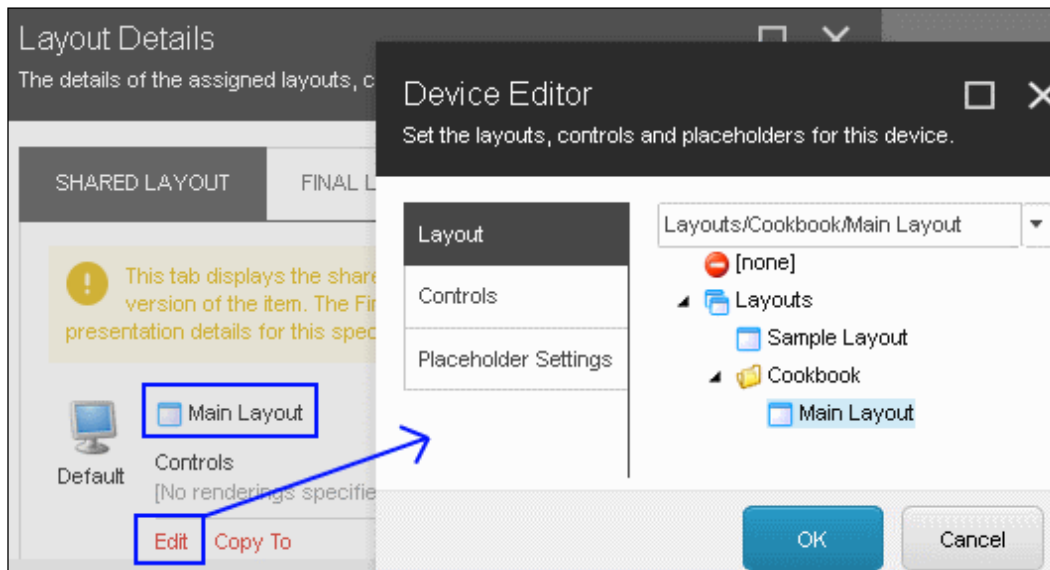 Layout Details
The details of the assigned layouts, c
SHARED LAYOUT
FINAL L
This tab displays the share
version of the item. The Fi
presentation details for this spec
Default
Main Layout
Controls
[No renderings specifie
Edit
Copy To
Device Editor
Set the layouts, controls and placeholders for this device.
Layout
Controls
Placeholder Settings
Layouts/Cookbook/Main Layout
[none]
Layouts
Sample Layout
Cookbook
Main Layout
OK
Cancel